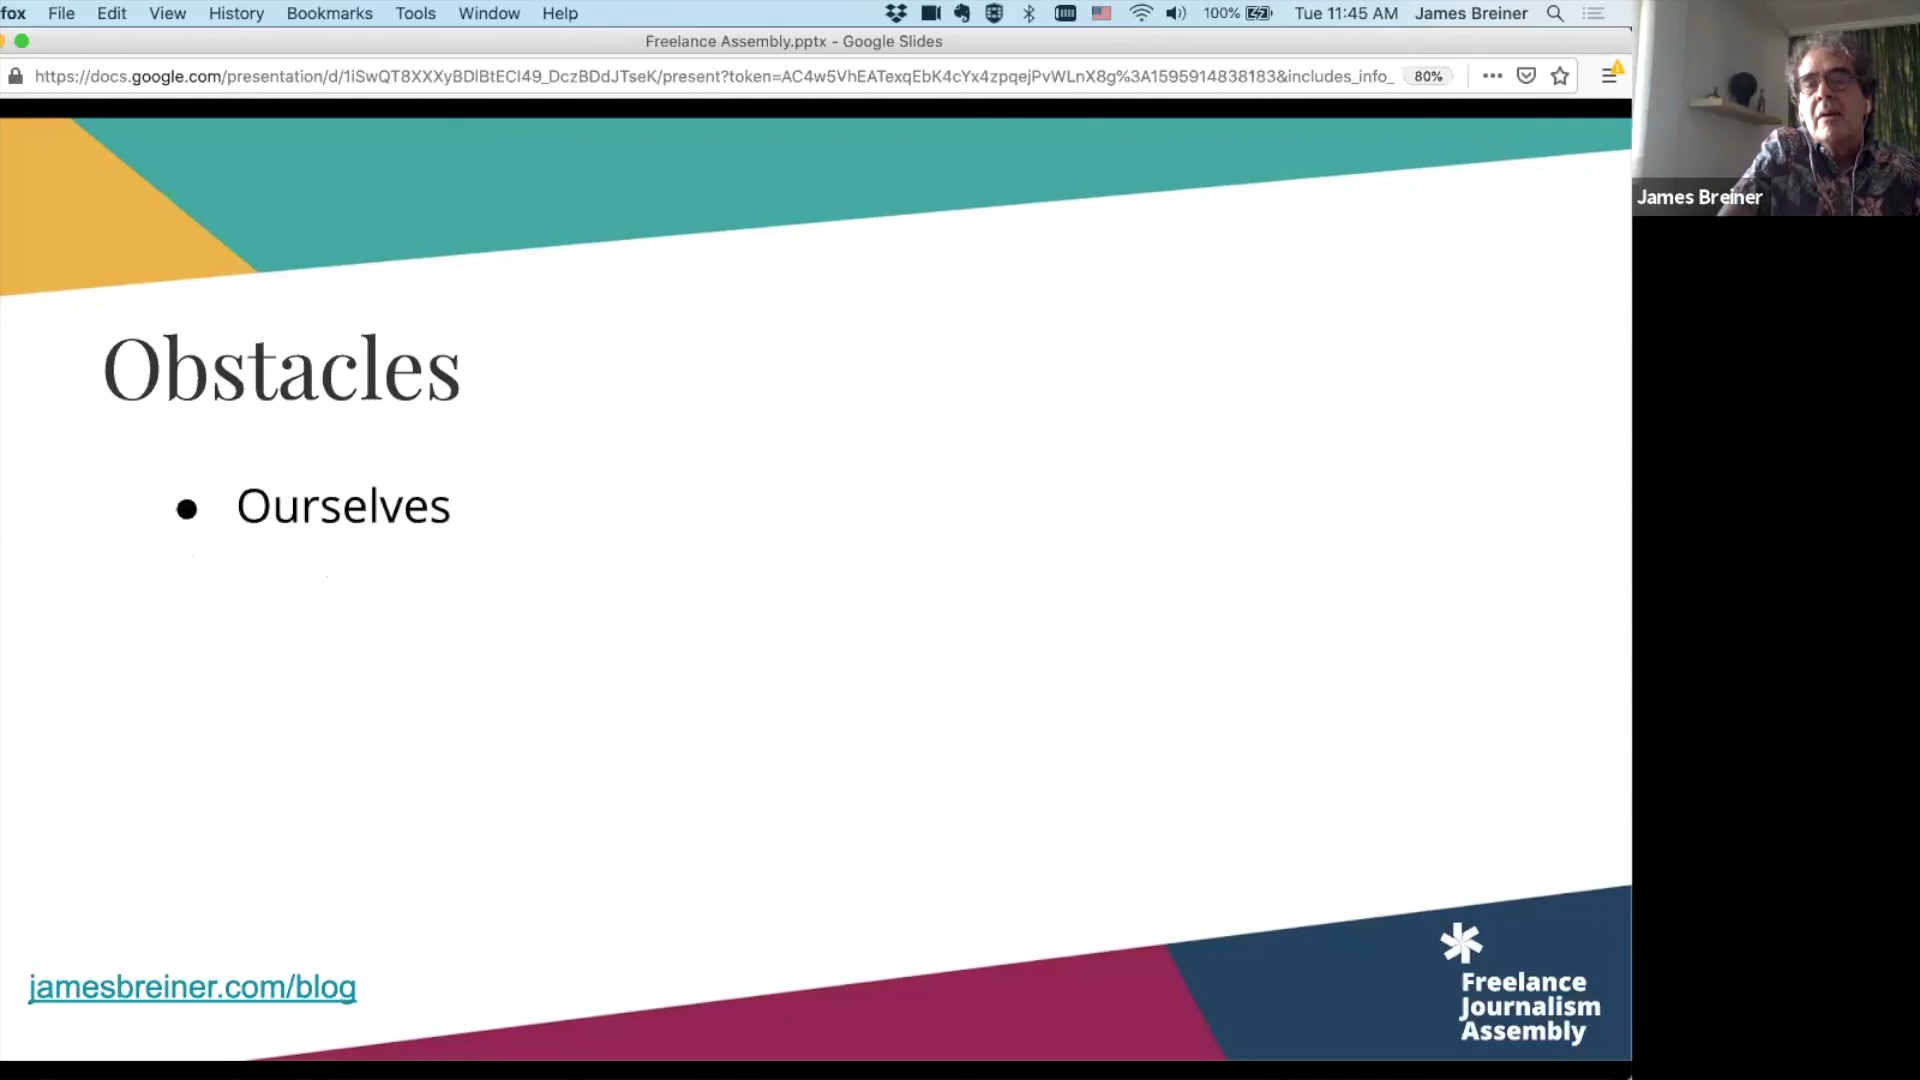 fox File Edit View History Bookmarks Tools Window Help 100% Tue 11:45 AM James Breiner
Freelance Assembly.pptx - Google Slides
https://docs.google.com/presentation/d/1iSwQT8XXXyBDlBtECl49_DczBDdJTseK/present?token=AC4w5VhEATexqEbK4cYx4zpqejPvWLnX8g%3A1595914838183&includes_info_ 80%
James Breiner
Obstacles
● Ourselves
jamesbreiner.com/blog
Freelance
Journalism
Assembly